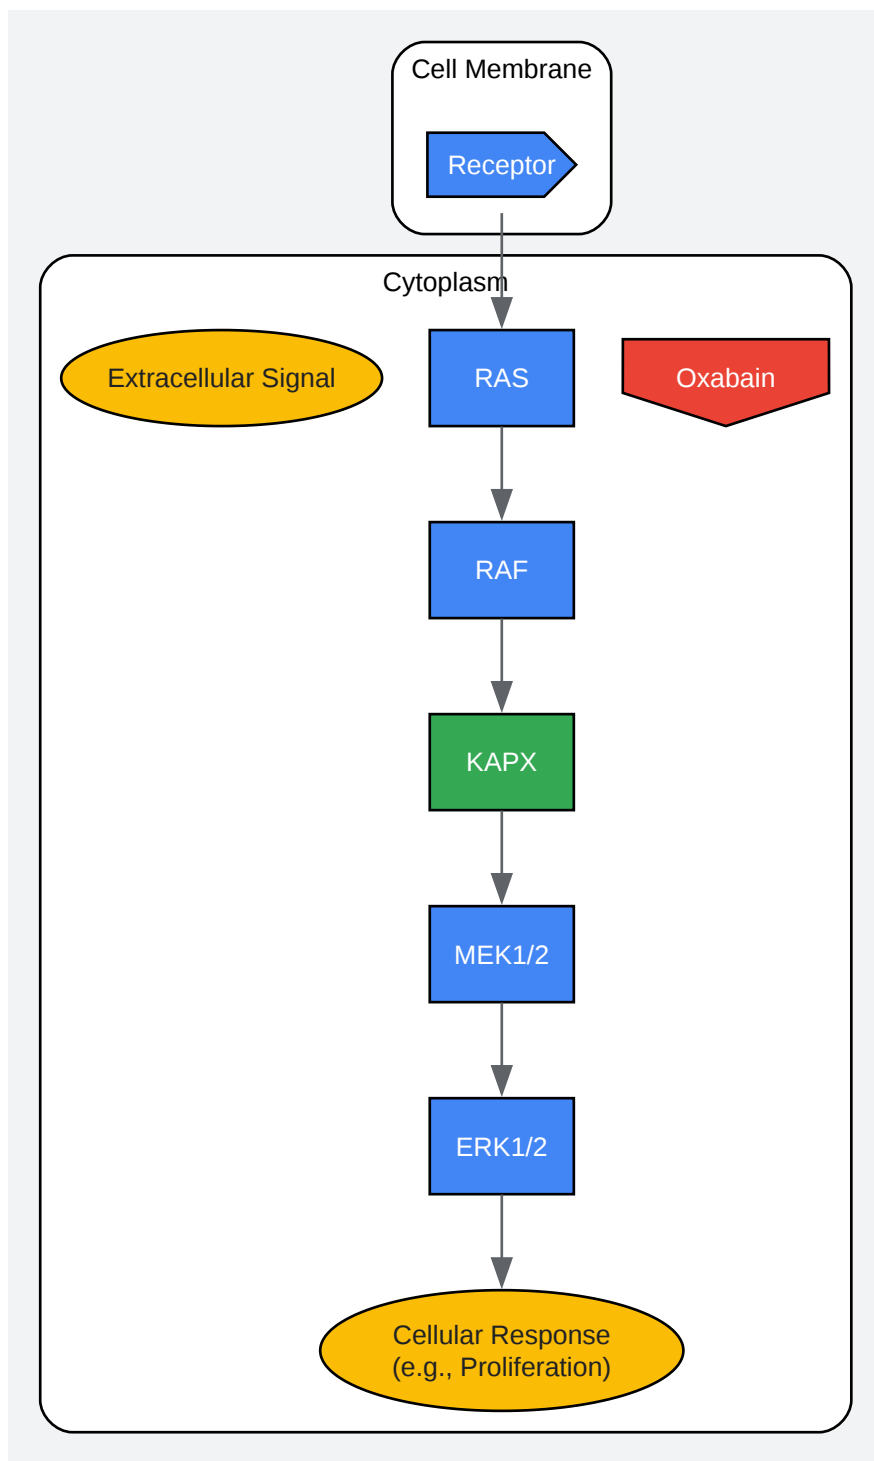 Cell Membrane
Receptor
Cytoplasm
Extracellular Signal
RAS
Oxabain
RAF
KAPX
MEK1/2
ERK1/2
Cellular Response
(e.g., Proliferation)